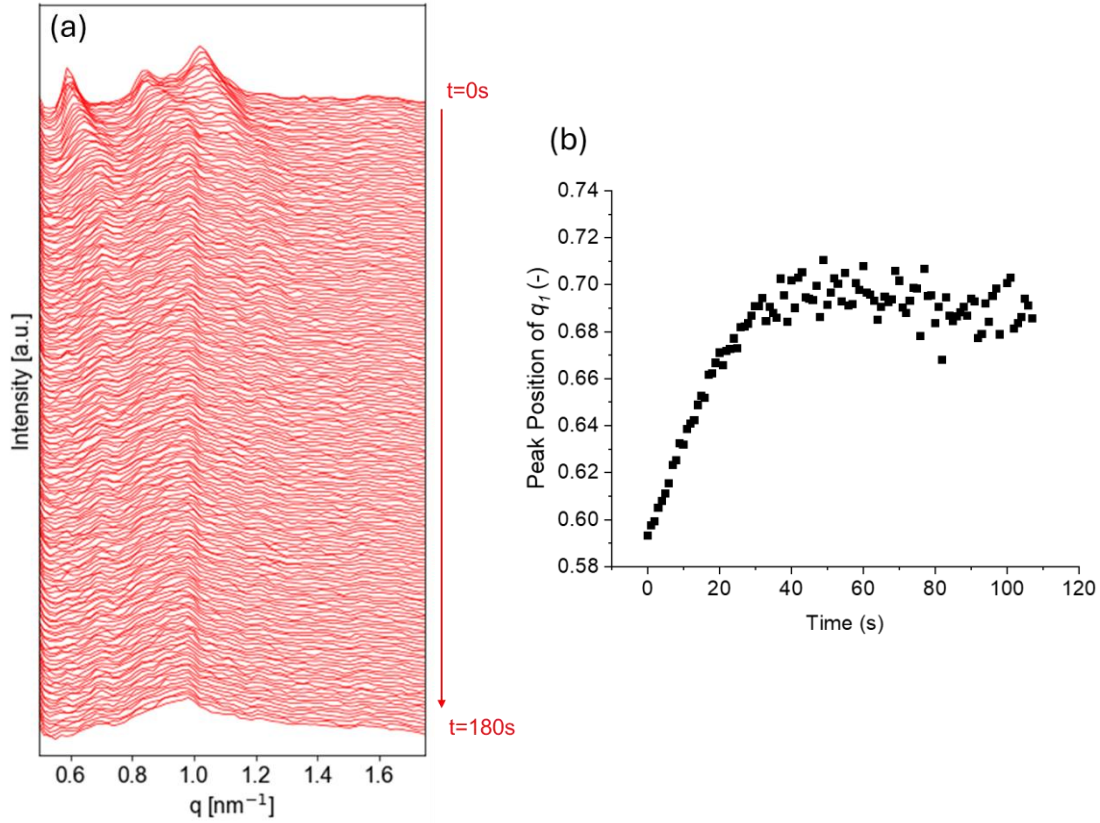 (a)
t=0s
Intensity [a.u.]
t=180s
0.6 0.8 1.0 1.2 1.4 1.6
q [nm⁻¹]
(b)
0.74
0.72
0.70
0.68
0.66
0.64
0.62
0.60
0.58
Peak Position of q₁ (-)
0 20 40 60 80 100 120
Time (s)